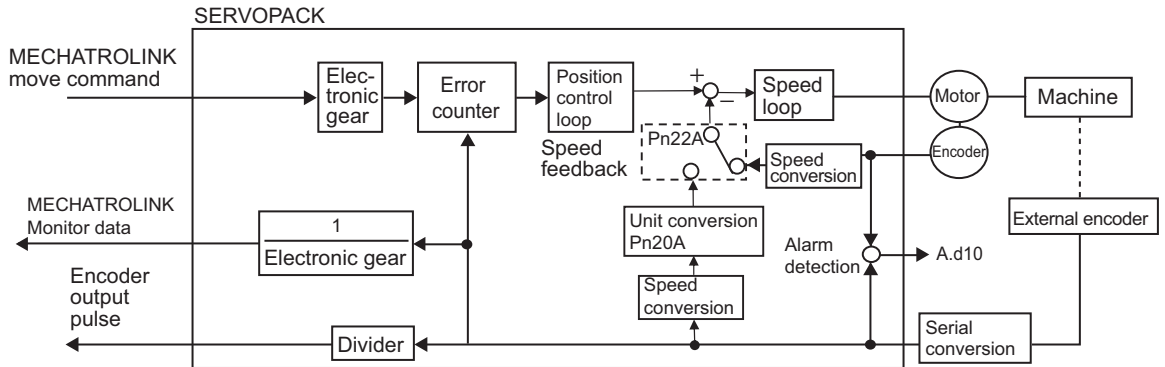 SERVOPACK
MECHATROLINK
move command
Elec-
tronic
gear
Error
counter
Position
control
loop
+
−
Speed
loop
Motor
Machine
Encoder
Speed
feedback
Pn22A
Speed
conversion
MECHATROLINK
Monitor data
1
Electronic gear
Unit conversion
Pn20A
Alarm
detection
A.d10
External encoder
Encoder
output
pulse
Speed
conversion
Divider
Serial
conversion